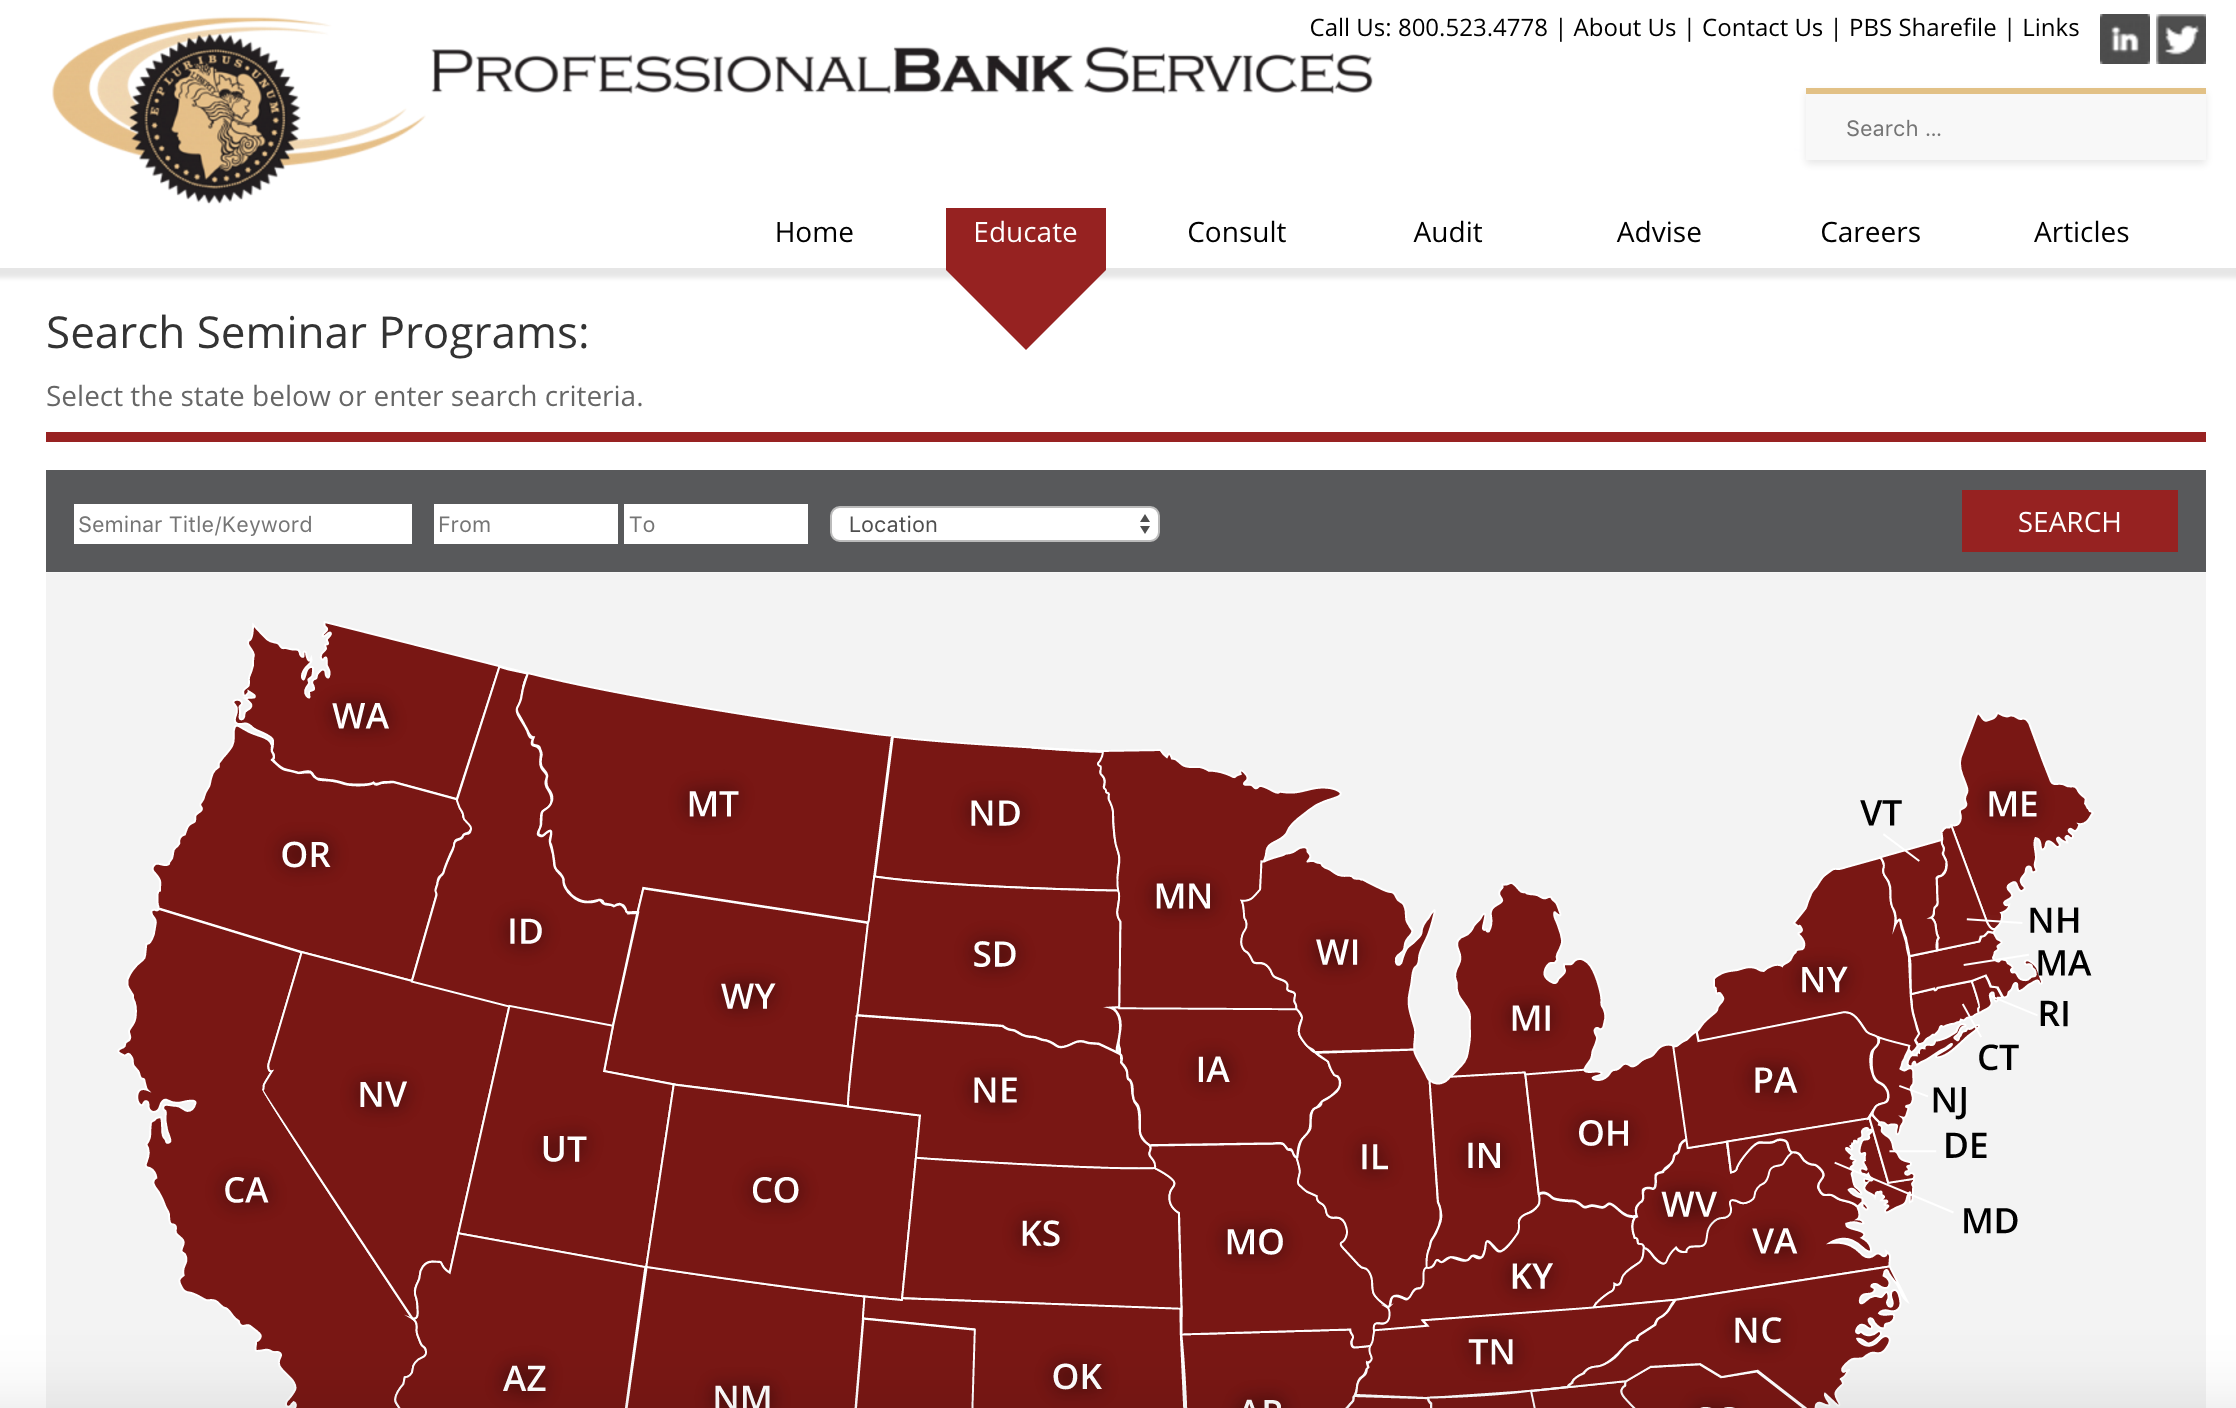 Call Us: 800.523.4778 | About Us | Contact Us | PBS Sharefile | Links
in
E·PLURIBUS·UNUM
PROFESSIONALBANK SERVICES
Search ...
Home Educate Consult Audit Advise Careers Articles
Search Seminar Programs:
Select the state below or enter search criteria.
Seminar Title/Keyword From To Location SEARCH
WA
MT
ND
VT
ME
OR
MN
ID
NH
WI
SD
MA
NY
WY
RI
MI
CT
IA
PA
NE
NV
NJ
OH
DE
UT
IL
IN
CA
CO
WV
MD
KS
MO
VA
KY
NC
TN
OK
AZ
NM
AR